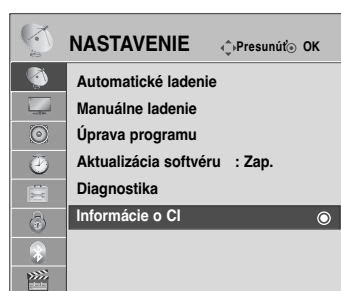 NASTAVENIE Presunúť OK
Automatické ladenie
Manuálne ladenie
Úprava programu
Aktualizácia softvéru : Zap.
Diagnostika
Informácie o CI